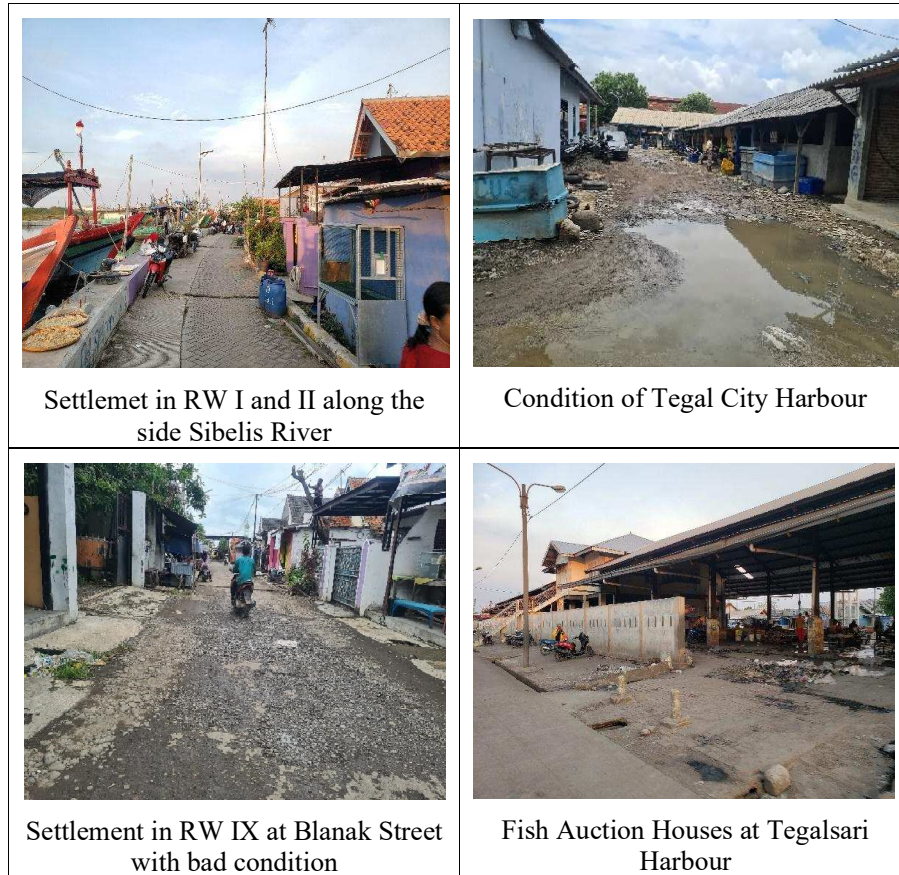 Settlemet in RW I and II along the
side Sibelis River
Condition of Tegal City Harbour
Settlement in RW IX at Blanak Street
with bad condition
Fish Auction Houses at Tegalsari
Harbour